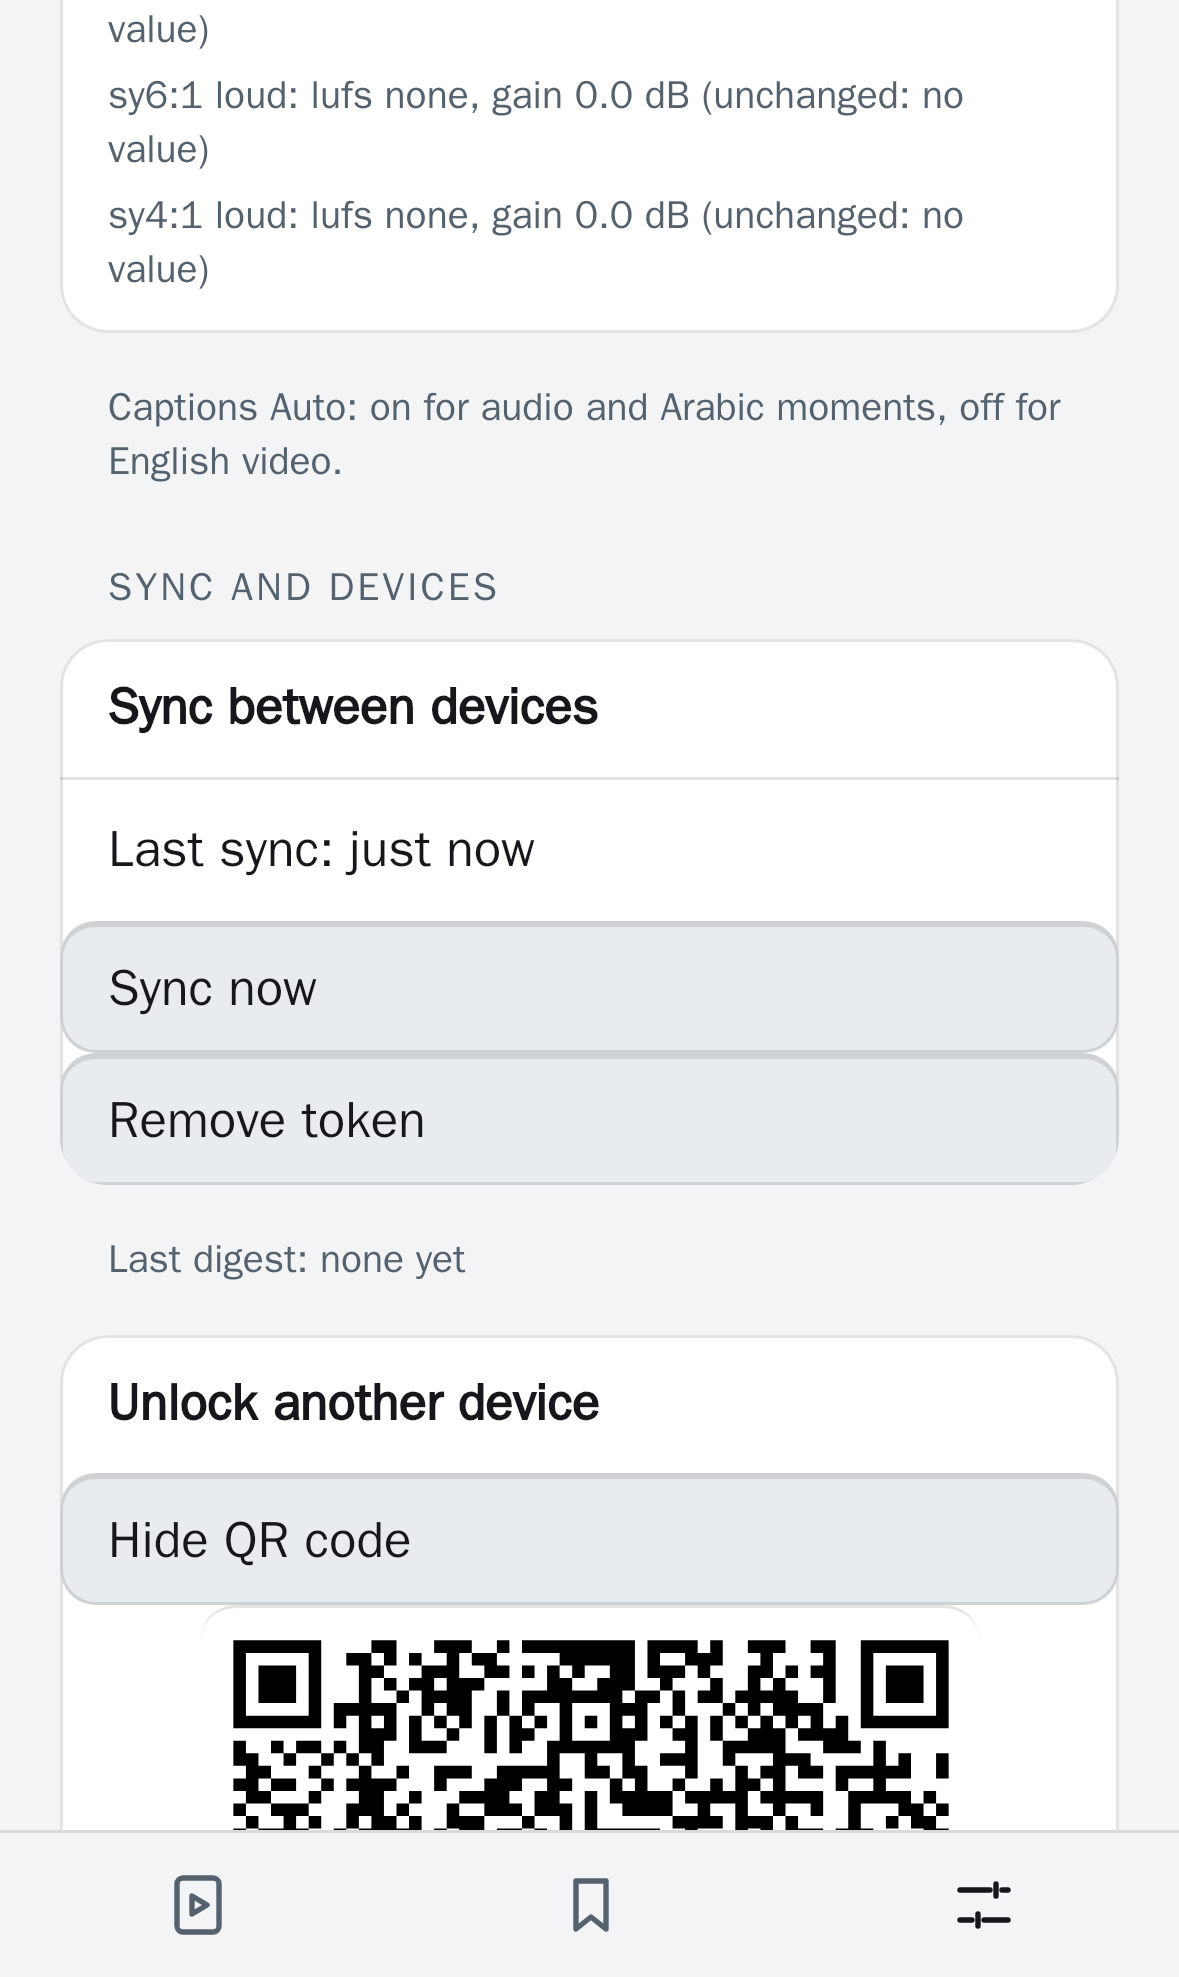 value)
sy6:1 loud: lufs none, gain 0.0 dB (unchanged: no
value)
sy4:1 loud: lufs none, gain 0.0 dB (unchanged: no
value)
Captions Auto: on for audio and Arabic moments, off for
English video.
SYNC AND DEVICES
Sync between devices
Last sync: just now
Sync now
Remove token
Last digest: none yet
Unlock another device
Hide QR code